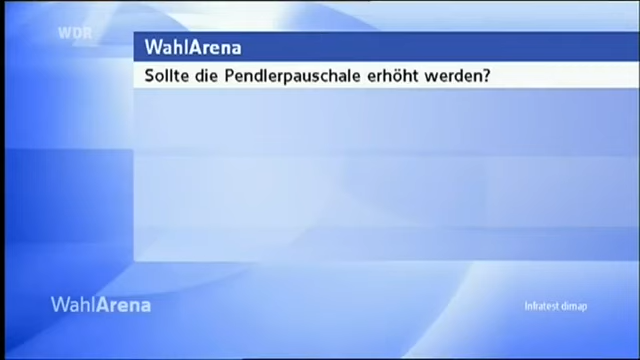 WDR
WahlArena
Sollte die Pendlerpauschale erhöht werden?
WahlArena
Infratest dimap